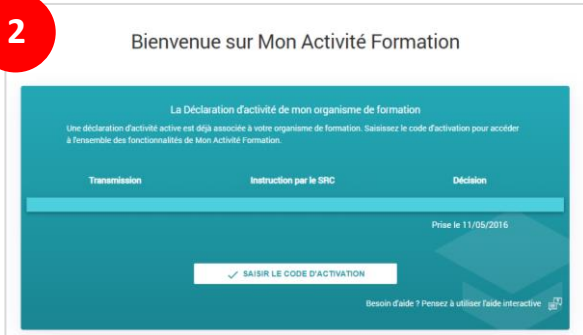 2
Bienvenue sur Mon Activité Formation
La Déclaration d'activité de mon organisme de formation
Une déclaration d'activité active est déjà associée à votre organisme de formation. Saisissez le code d'activation pour accéder
à l'ensemble des fonctionnalités de Mon Activité Formation.
Transmission Instruction par le SRC Décision
Prise le 11/05/2016
SAISIR LE CODE D'ACTIVATION
Besoin d'aide ? Pensez à utiliser l'aide interactive